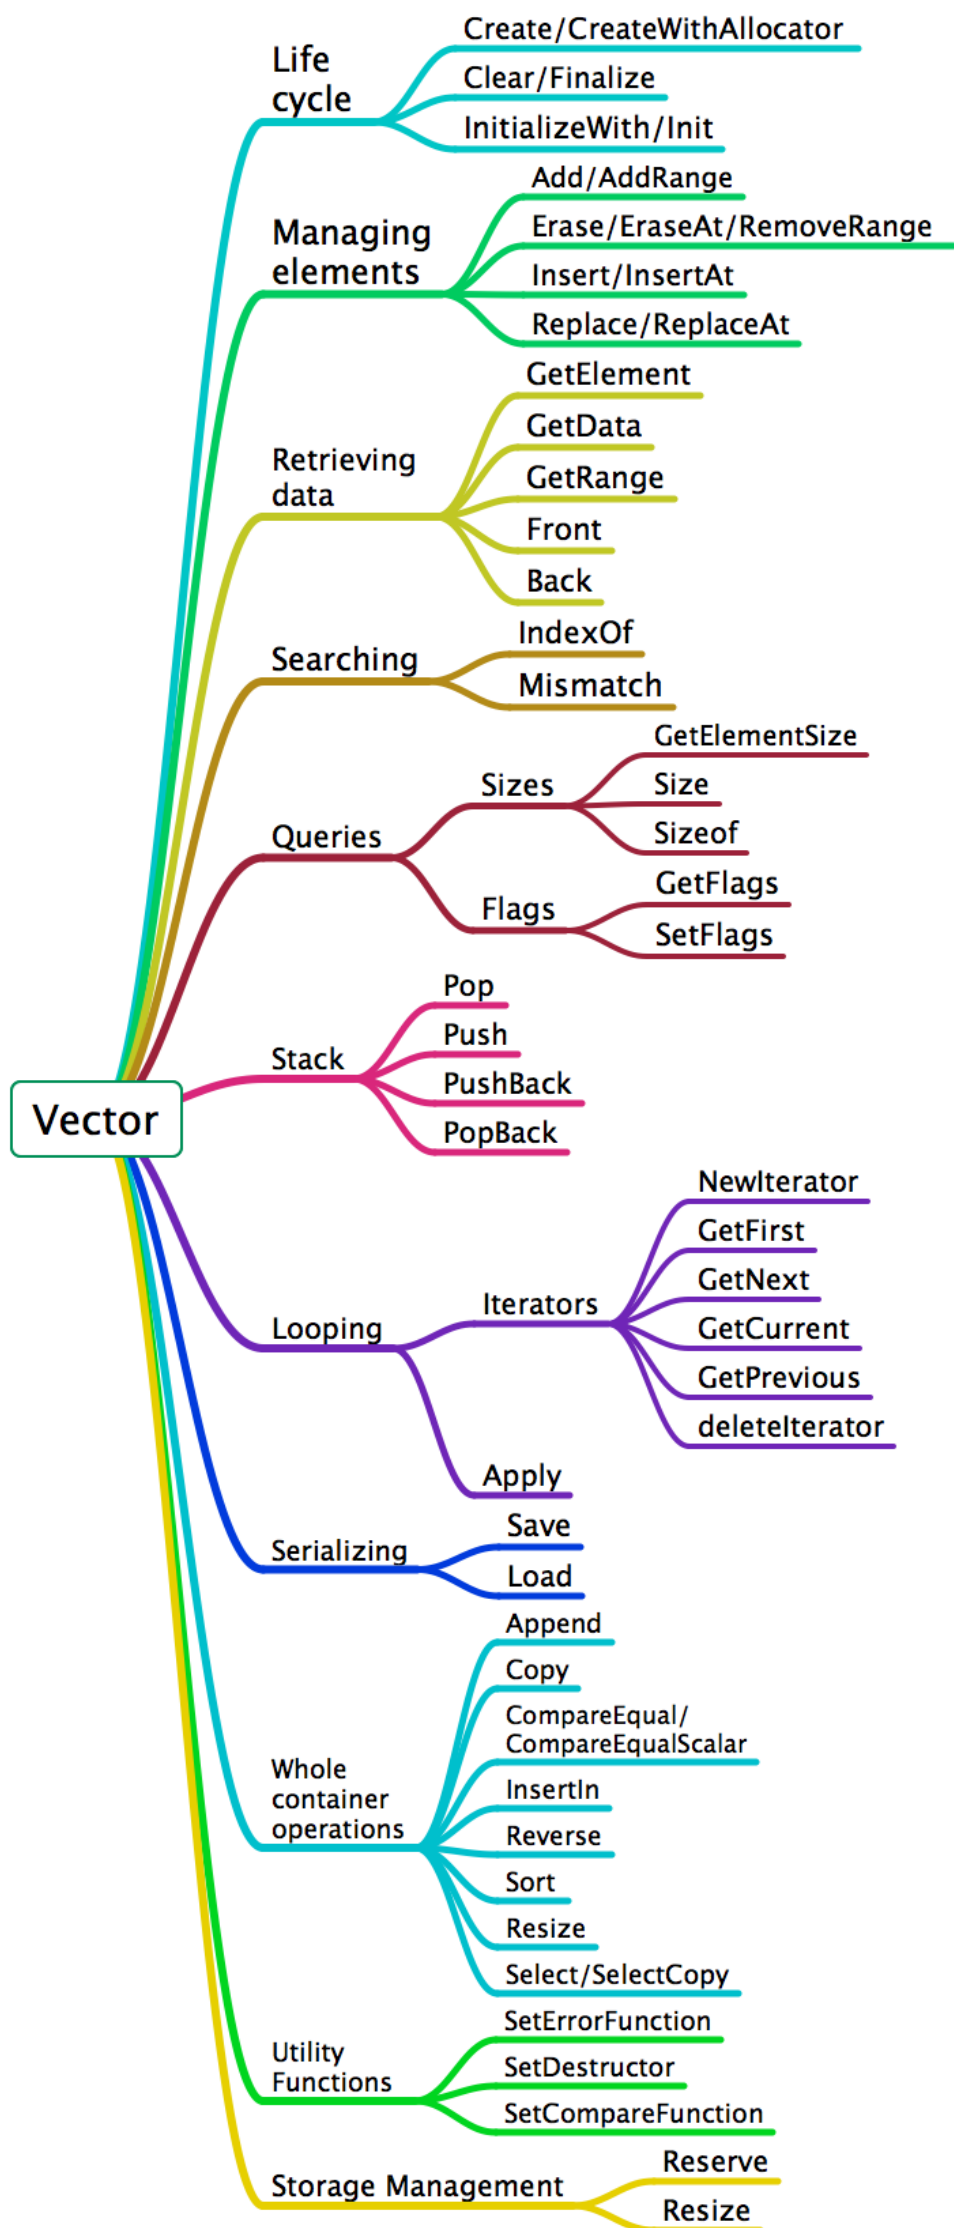 Create/CreateWithAllocator
Life
cycle
Clear/Finalize
InitializeWith/Init
Add/AddRange
Managing
elements
Erase/EraseAt/RemoveRange
Insert/InsertAt
Replace/ReplaceAt
GetElement
GetData
Retrieving
data
GetRange
Front
Back
Searching
IndexOf
Mismatch
Queries
Sizes
GetElementSize
Size
Sizeof
Flags
GetFlags
SetFlags
Stack
Pop
Push
PushBack
PopBack
Vector
Looping
Iterators
NewIterator
GetFirst
GetNext
GetCurrent
GetPrevious
deleteIterator
Apply
Serializing
Save
Load
Whole
container
operations
Append
Copy
CompareEqual/
CompareEqualScalar
InsertIn
Reverse
Sort
Resize
Select/SelectCopy
Utility
Functions
SetErrorFunction
SetDestructor
SetCompareFunction
Storage Management
Reserve
Resize